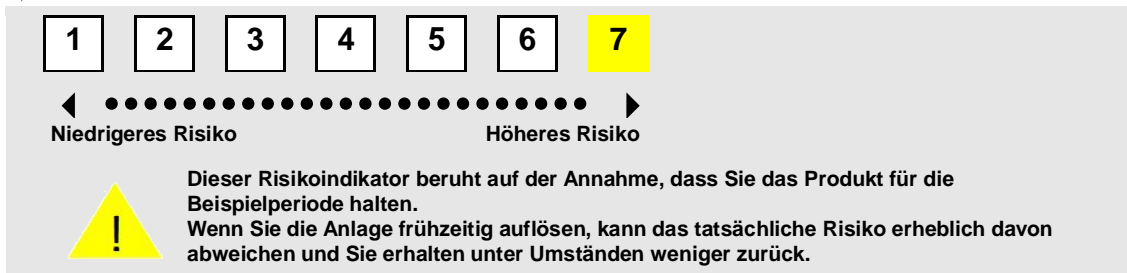 1 2 3 4 5 6 7
Niedrigeres Risiko Höheres Risiko
Dieser Risikoindikator beruht auf der Annahme, dass Sie das Produkt für die
Beispielperiode halten.
!
Wenn Sie die Anlage frühzeitig auflösen, kann das tatsächliche Risiko erheblich davon
abweichen und Sie erhalten unter Umständen weniger zurück.